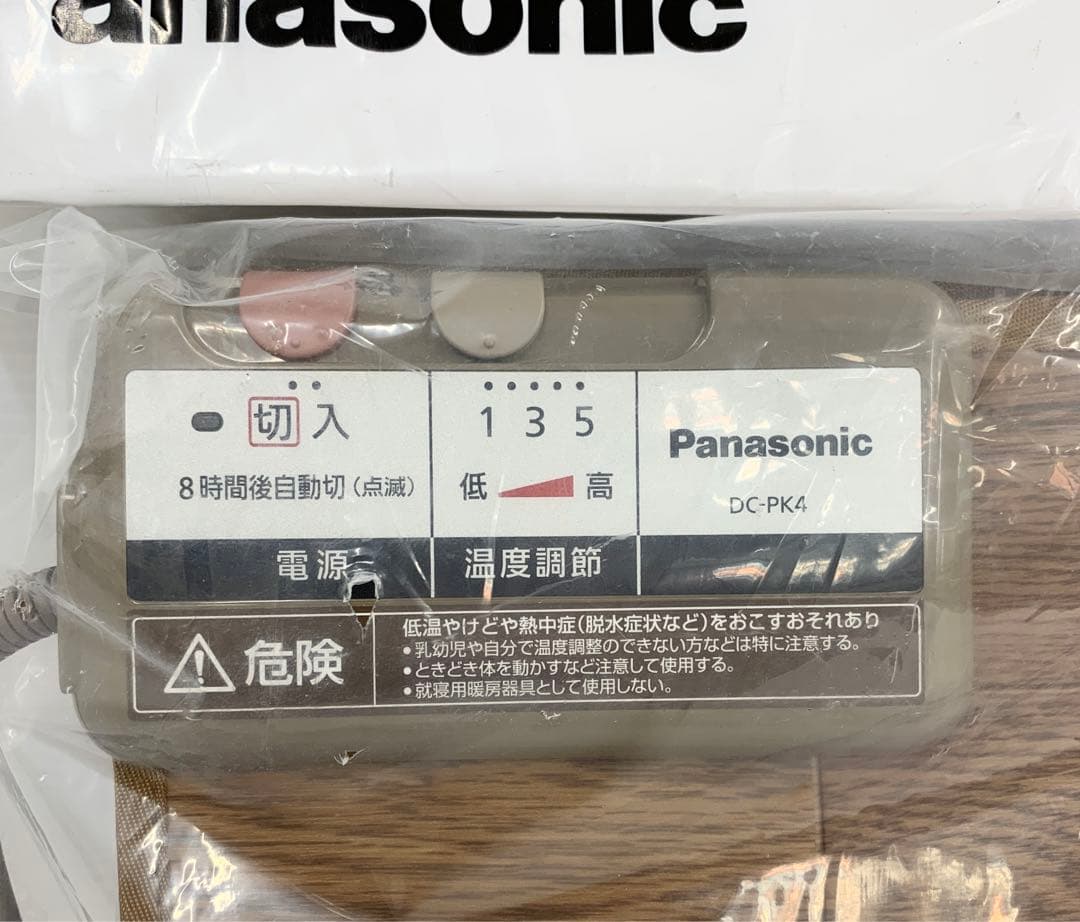 Panasonic
切 入
8時間後自動切（点滅）
電源
1 3 5
低 高
温度調節
Panasonic
DC-PK4
危険
低温やけどや熱中症（脱水症状など）をおこすおそれあり
●乳幼児や自分で温度調整のできない方などは特に注意する。
●ときどき体を動かすなど注意して使用する。
●就寝用暖房器具として使用しない。